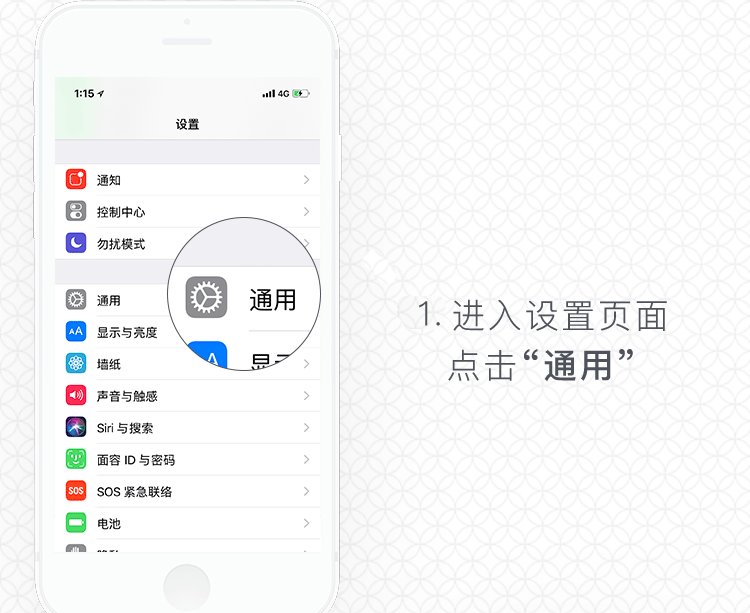 1:15 4G
设置
通知
控制中心
勿扰模式
通用
通用
显示与亮度
墙纸
声音与触感
Siri 与搜索
面容 ID 与密码
SOS SOS 紧急联络
电池
1. 进入设置页面
点击“通用”